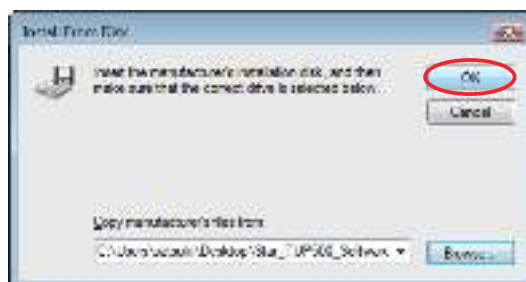 Install From Disk
Insert the manufacturer's installation disk, and then
make sure that the correct drive is selected below.
OK
Cancel
Copy manufacturer's files from:
Browse...